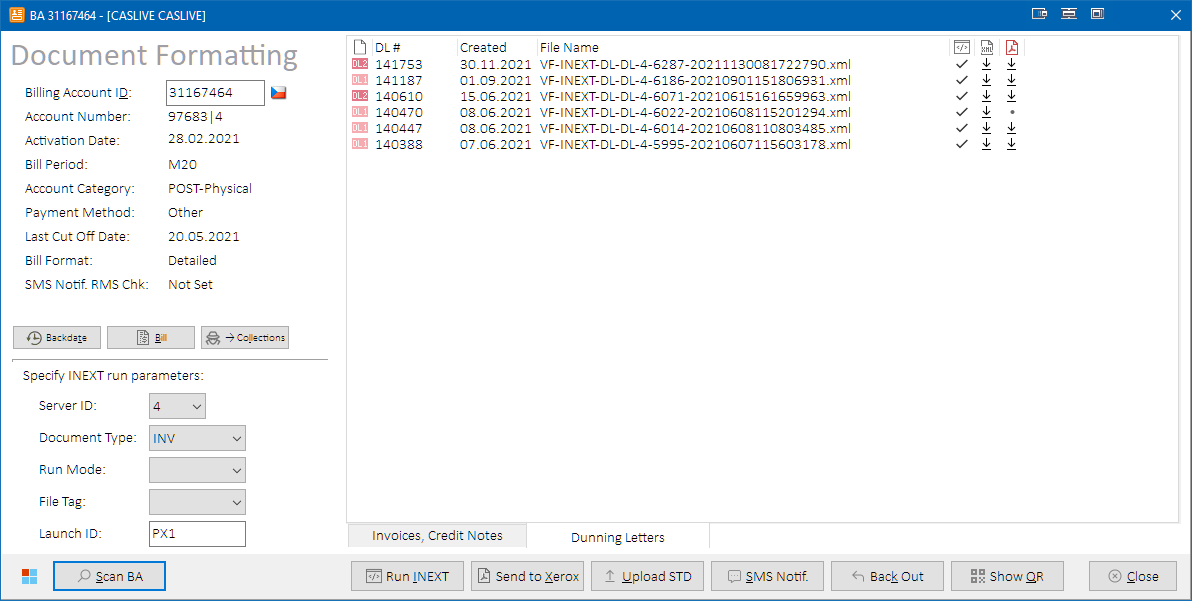 BA 31167464 - [CASLIVE CASLIVE]
Document Formatting
Billing Account ID: 31167464
Account Number: 97683|4
Activation Date: 28.02.2021
Bill Period: M20
Account Category: POST-Physical
Payment Method: Other
Last Cut Off Date: 20.05.2021
Bill Format: Detailed
SMS Notif. RMS Chk: Not Set
Backdate Bill → Collections
Specify INEXT run parameters:
Server ID: 4
Document Type: INV
Run Mode:
File Tag:
Launch ID: PX1
DL # Created File Name </> XML
DL2 141753 30.11.2021 VF-INEXT-DL-DL-4-6287-20211130081722790.xml
DL1 141187 01.09.2021 VF-INEXT-DL-DL-4-6186-20210901151806931.xml
DL2 140610 15.06.2021 VF-INEXT-DL-DL-4-6071-20210615161659963.xml
DL1 140470 08.06.2021 VF-INEXT-DL-DL-4-6022-20210608115201294.xml
DL1 140447 08.06.2021 VF-INEXT-DL-DL-4-6014-20210608110803485.xml
DL1 140388 07.06.2021 VF-INEXT-DL-DL-4-5995-20210607115603178.xml
Invoices, Credit Notes Dunning Letters
Scan BA </> Run INEXT Send to Xerox Upload STD SMS Notif. Back Out Show QR Close